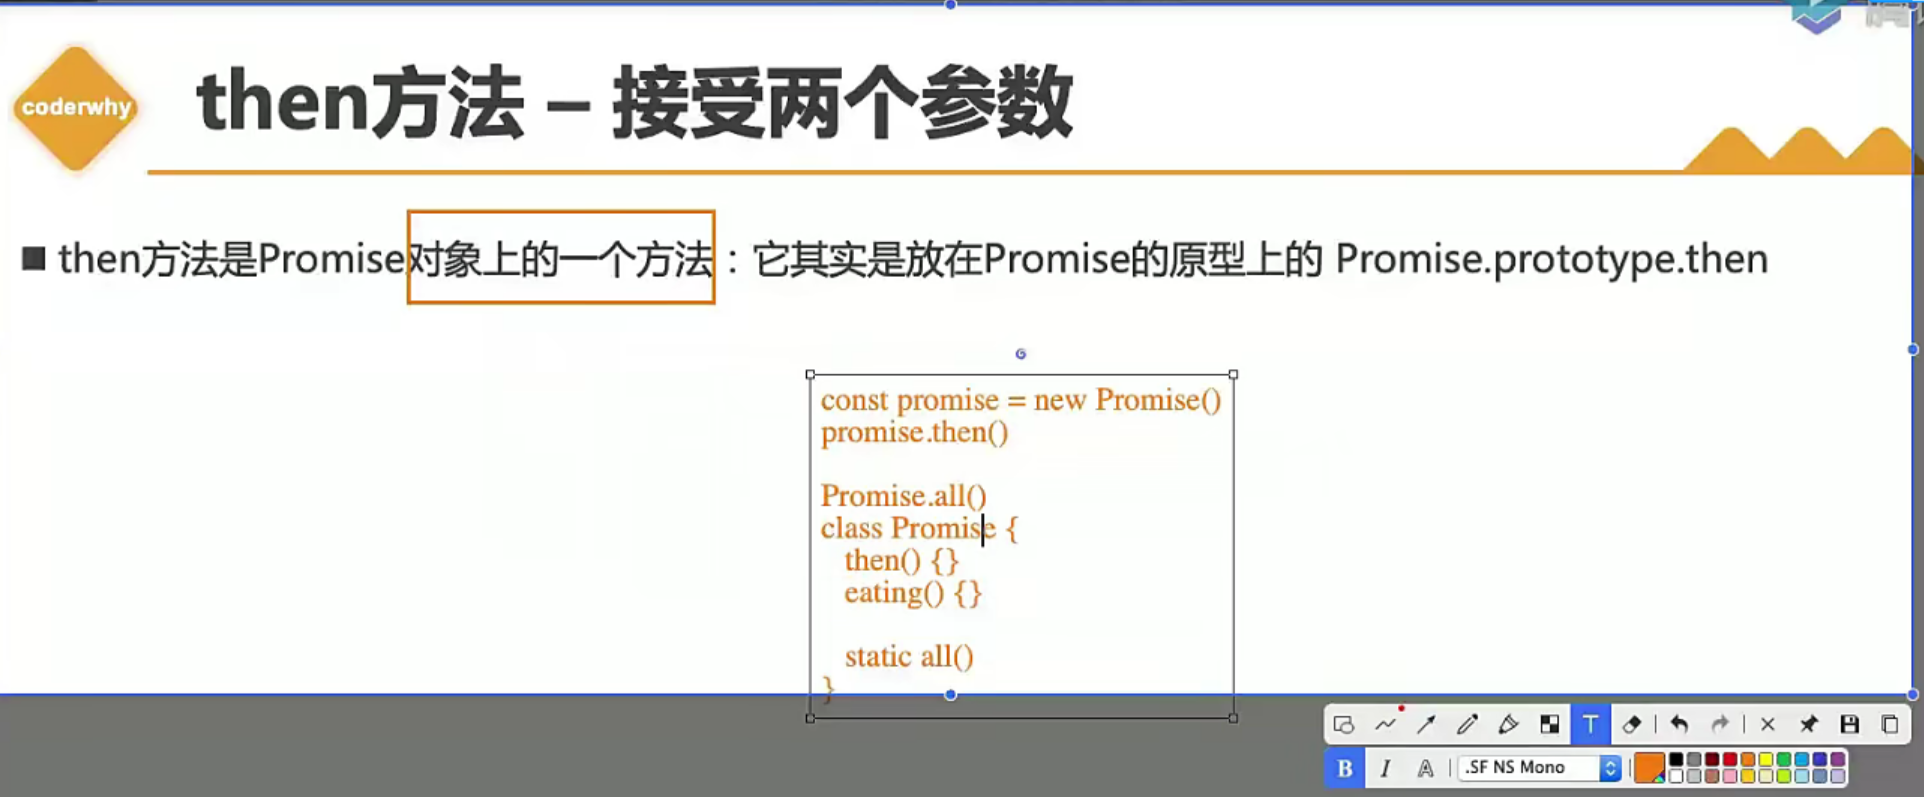 coderwhy
then方法 – 接受两个参数
then方法是Promise对象上的一个方法：它其实是放在Promise的原型上的 Promise.prototype.then
const promise = new Promise()
promise.then()
Promise.all()
class Promise {
then() {}
eating() {}
static all()
}
T
B I A .SF NS Mono